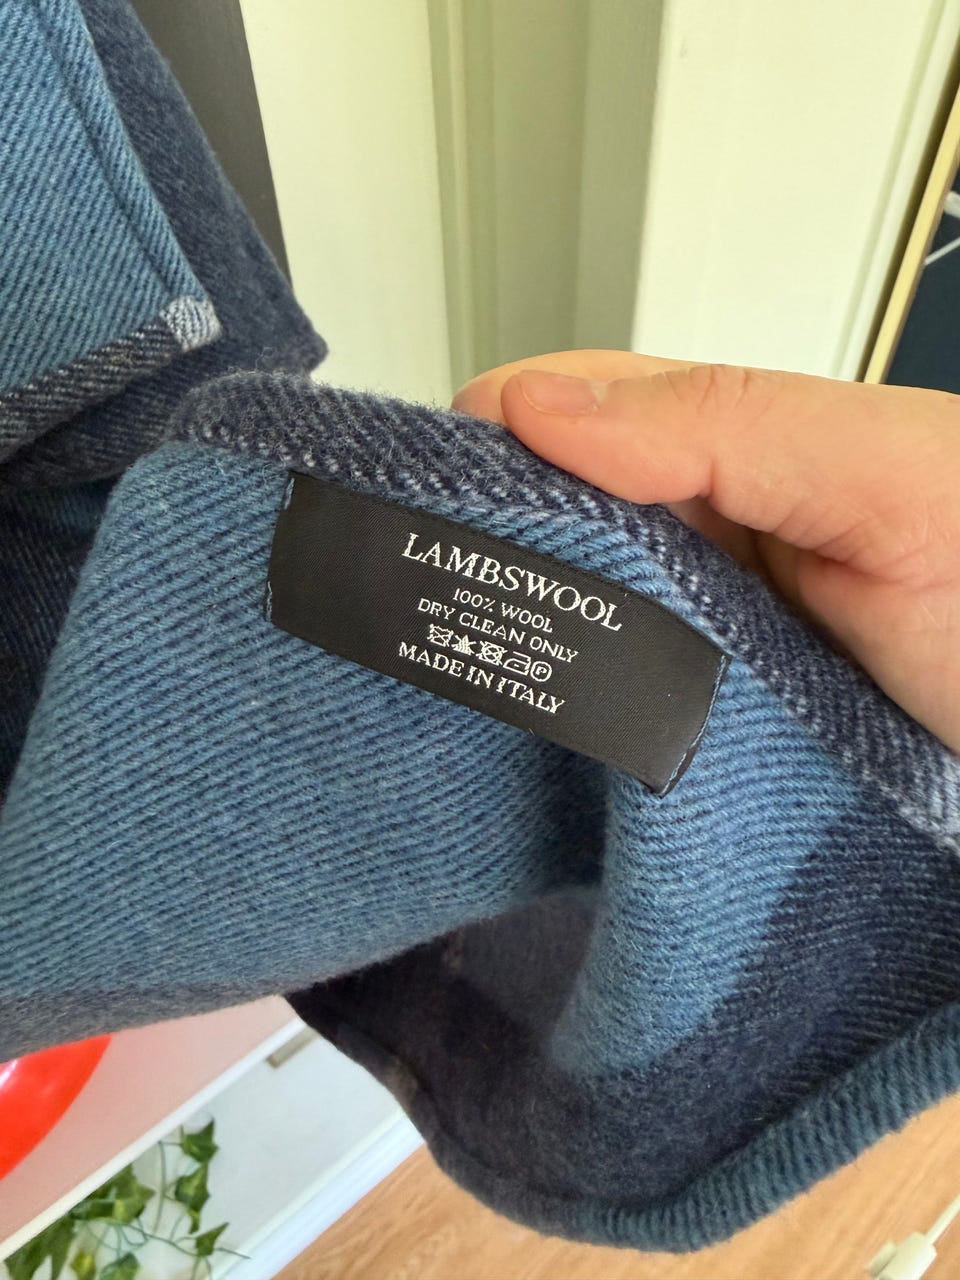 LAMBSWOOL
100% WOOL
DRY CLEAN ONLY
P
MADE IN ITALY